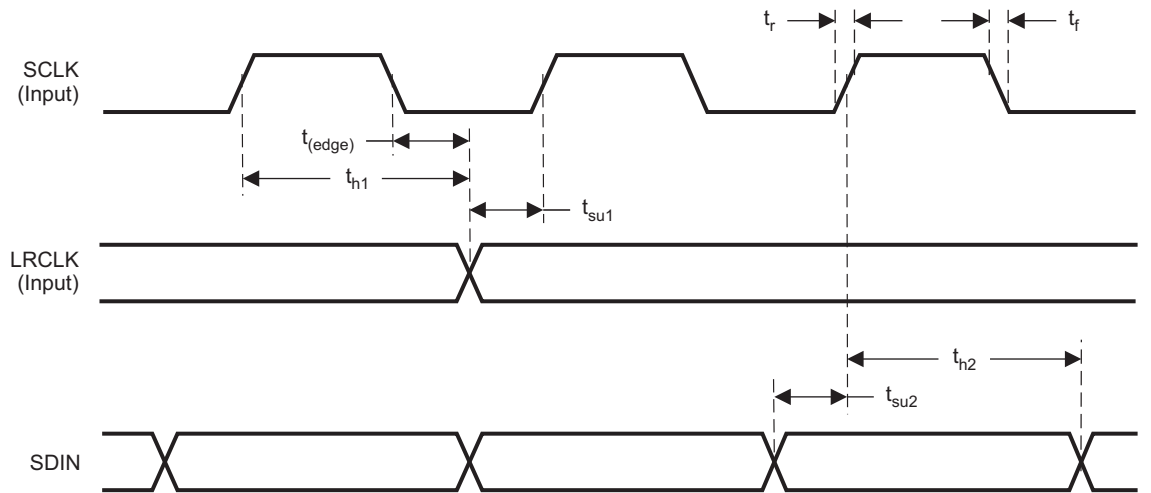 t_r
t_f
SCLK
(Input)
t_(edge)
t_h1
t_su1
LRCLK
(Input)
t_h2
t_su2
SDIN